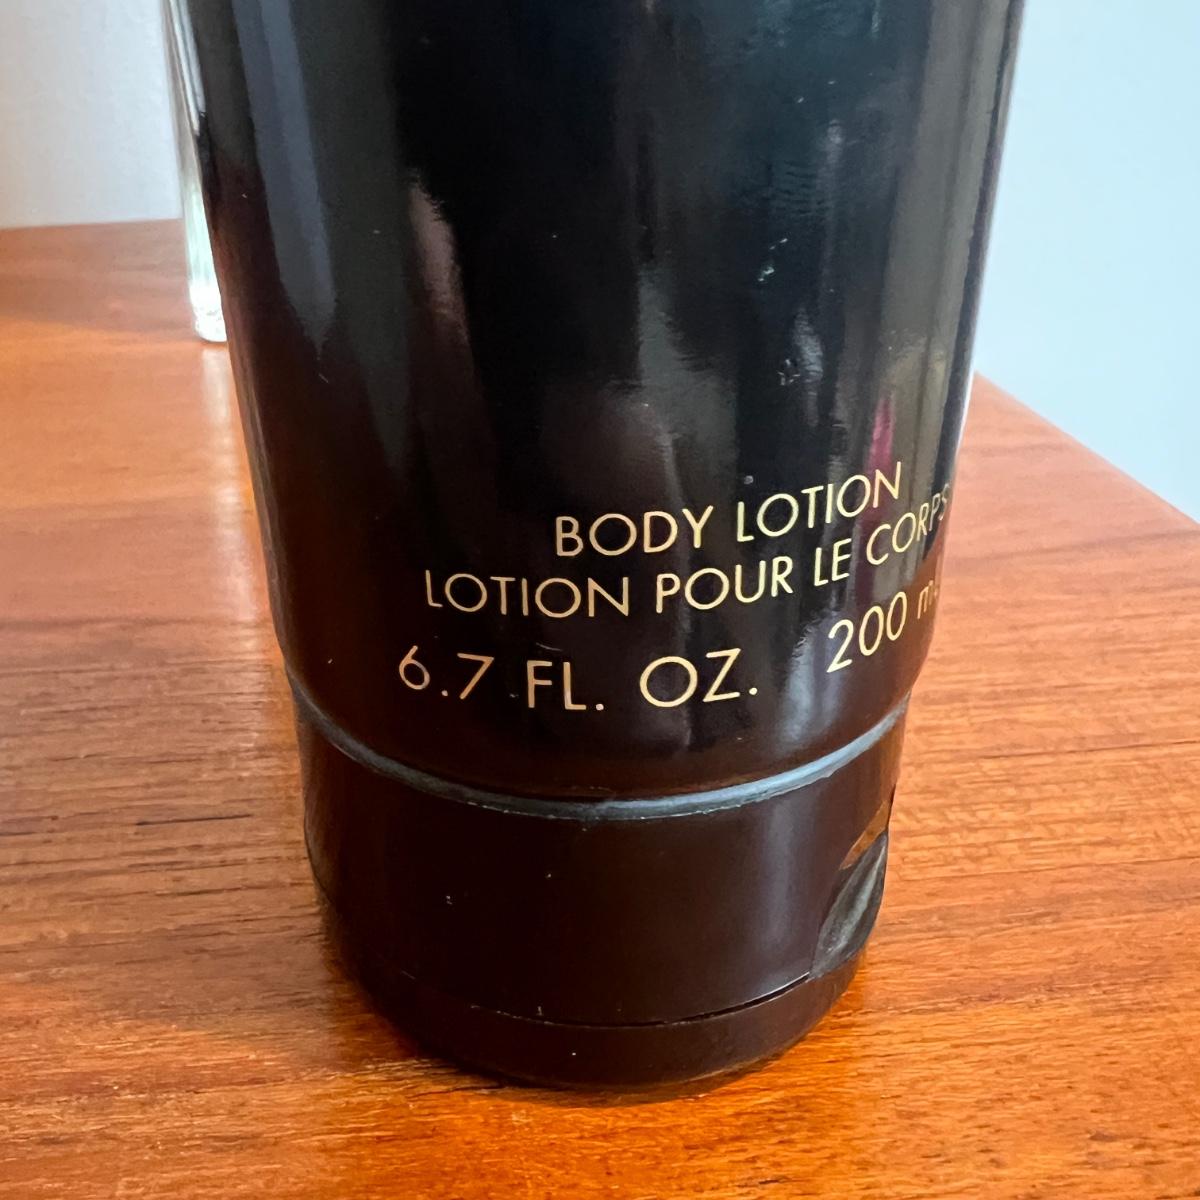 BODY LOTION
LOTION POUR LE CORPS
6.7 FL. OZ. 200